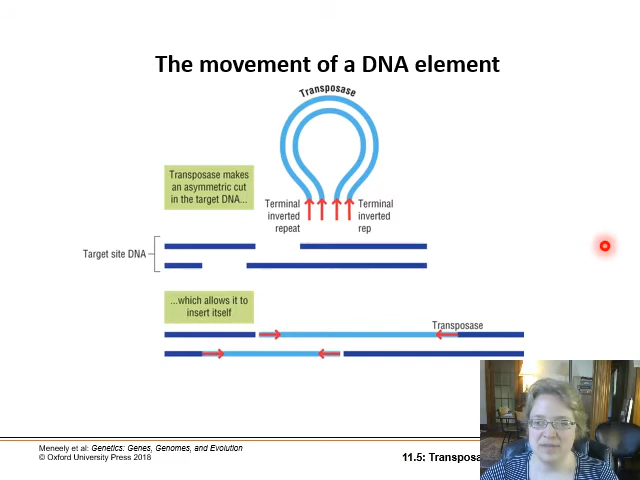 The movement of a DNA element
Transposase
Transposase makes
an asymmetric cut
in the target DNA...
Terminal
inverted
repeat
Terminal
inverted
rep
Target site DNA
...which allows it to
insert itself
Transposase
Meneely et al: Genetics: Genes, Genomes, and Evolution
© Oxford University Press 2018
11.5: Transposa